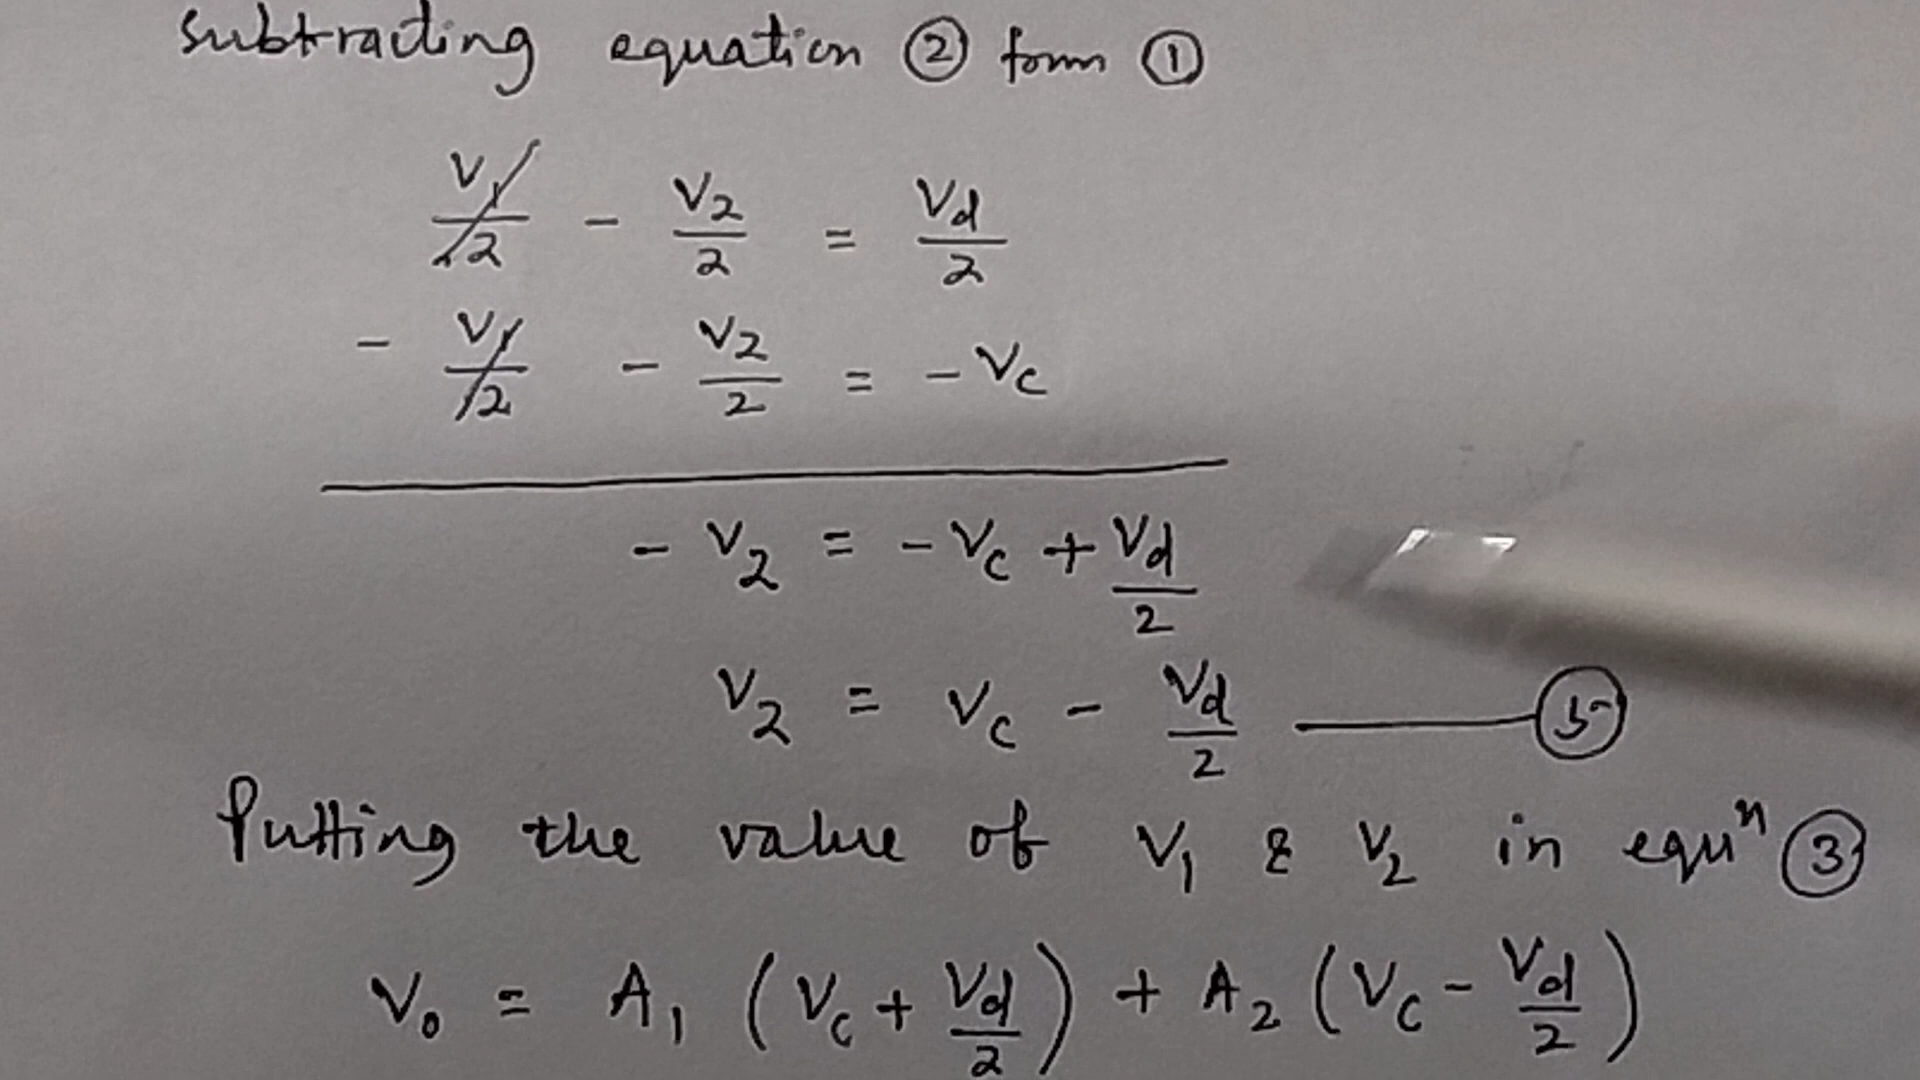 subtracting equation ② form ①
V₁/2 - V₂/2 = Vd/2
- V₁/2 - V₂/2 = - Vc
- V₂ = - Vc + Vd/2
V₂ = Vc - Vd/2 ——— ⑤
Putting the value of V₁ & V₂ in equⁿ ③
V₀ = A₁ (Vc + Vd/2) + A₂ (Vc - Vd/2)